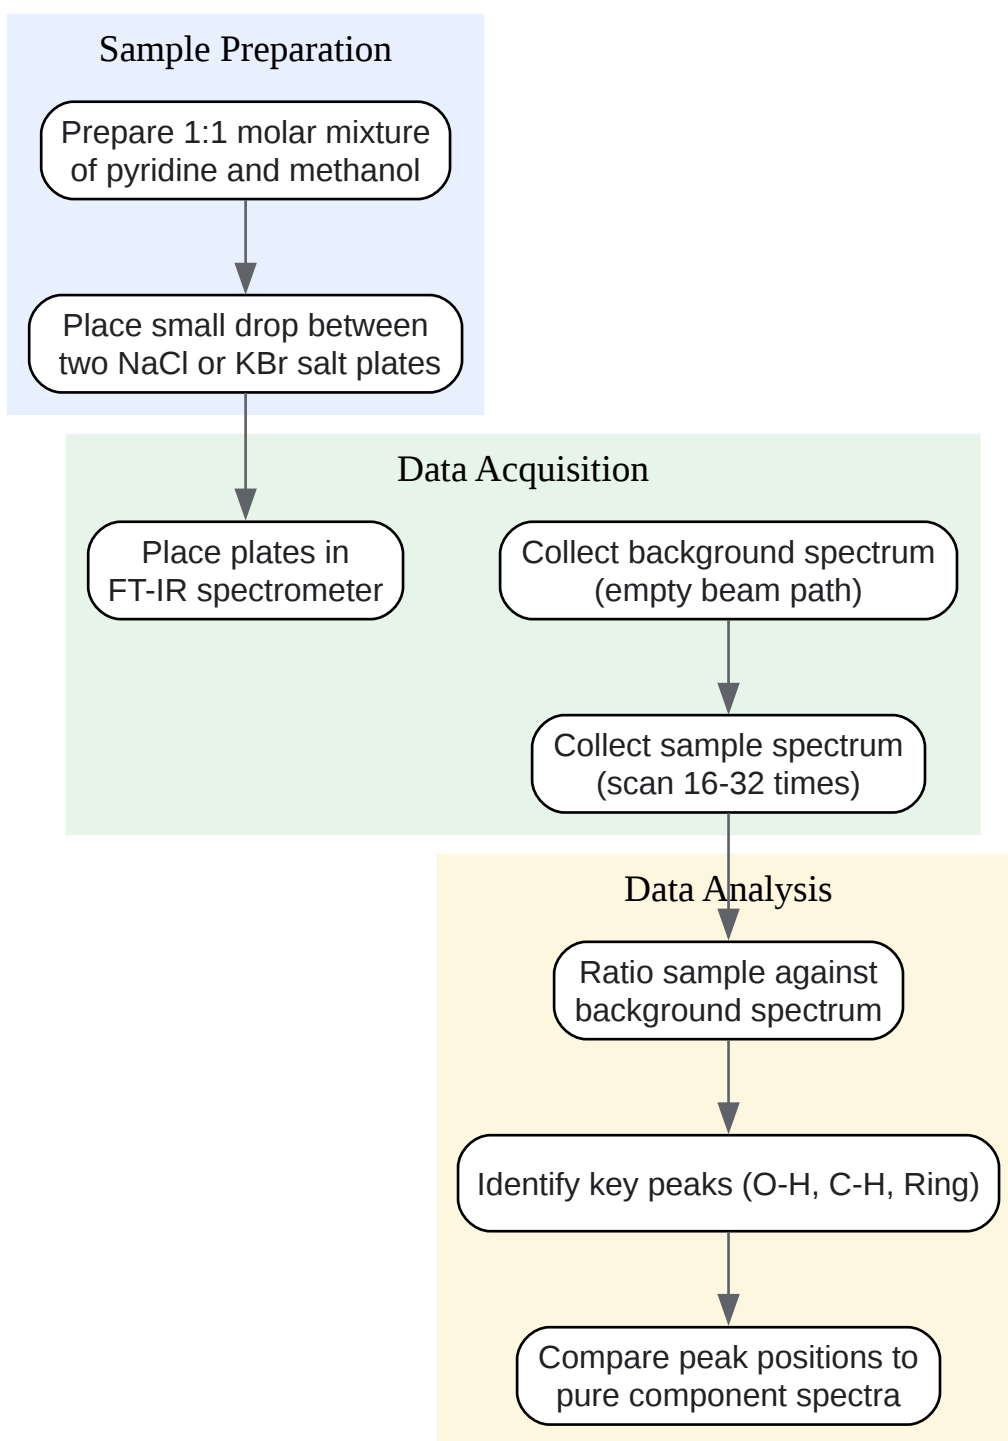 Sample Preparation
Prepare 1:1 molar mixture
of pyridine and methanol
Place small drop between
two NaCl or KBr salt plates
Data Acquisition
Place plates in
FT-IR spectrometer
Collect background spectrum
(empty beam path)
Collect sample spectrum
(scan 16-32 times)
Data Analysis
Ratio sample against
background spectrum
Identify key peaks (O-H, C-H, Ring)
Compare peak positions to
pure component spectra